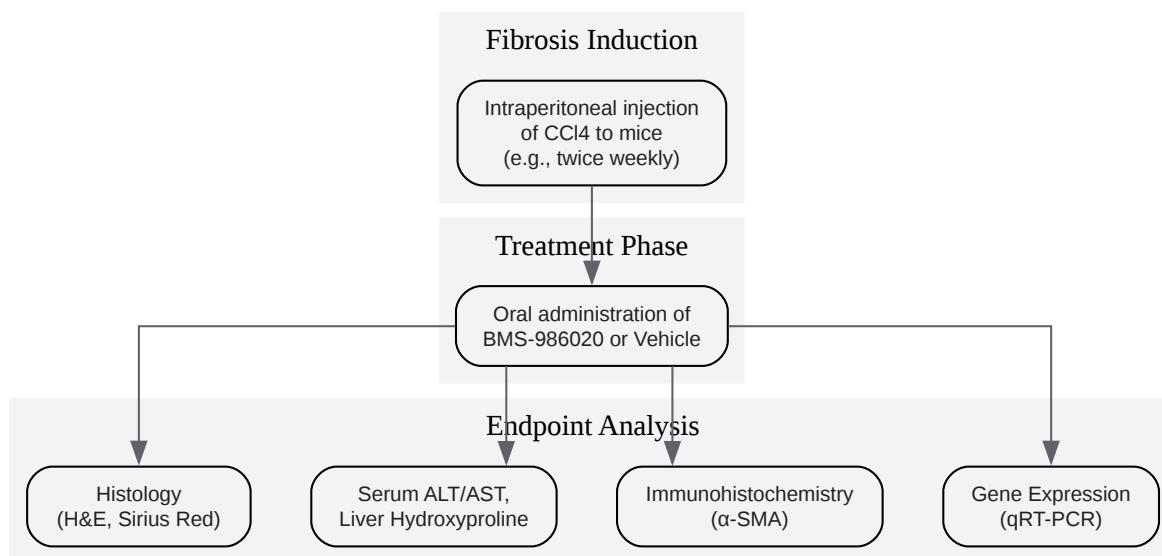 Fibrosis Induction
Intraperitoneal injection
of CCl4 to mice
(e.g., twice weekly)
Treatment Phase
Oral administration of
BMS-986020 or Vehicle
Endpoint Analysis
Histology
(H&E, Sirius Red)
Serum ALT/AST,
Liver Hydroxyproline
Immunohistochemistry
(α-SMA)
Gene Expression
(qRT-PCR)